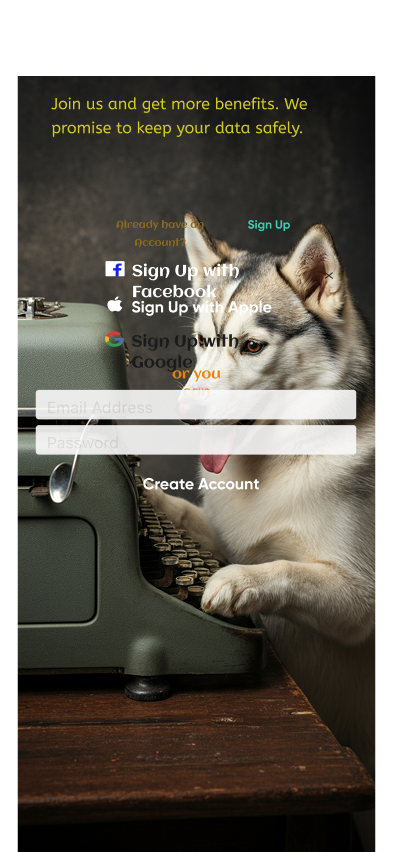 Join us and get more benefits. We
promise to keep your data safely.
Already have an
Account?
Sign Up
Sign Up with
Facebook
Sign Up with Apple
Sign Up with
Google
or you
Email Address
Password
Create Account